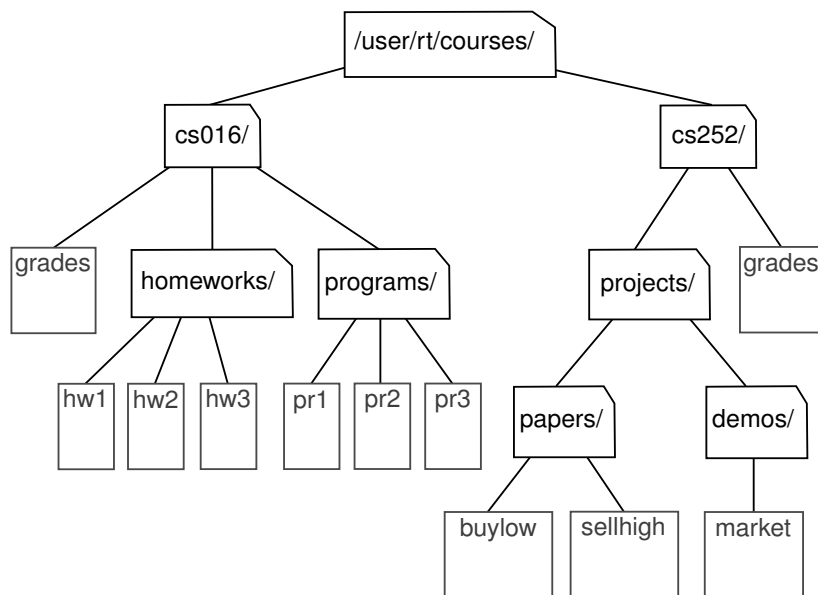 /user/rt/courses/
cs016/
cs252/
grades
homeworks/
programs/
projects/
grades
hw1
hw2
hw3
pr1
pr2
pr3
papers/
demos/
buylow
sellhigh
market